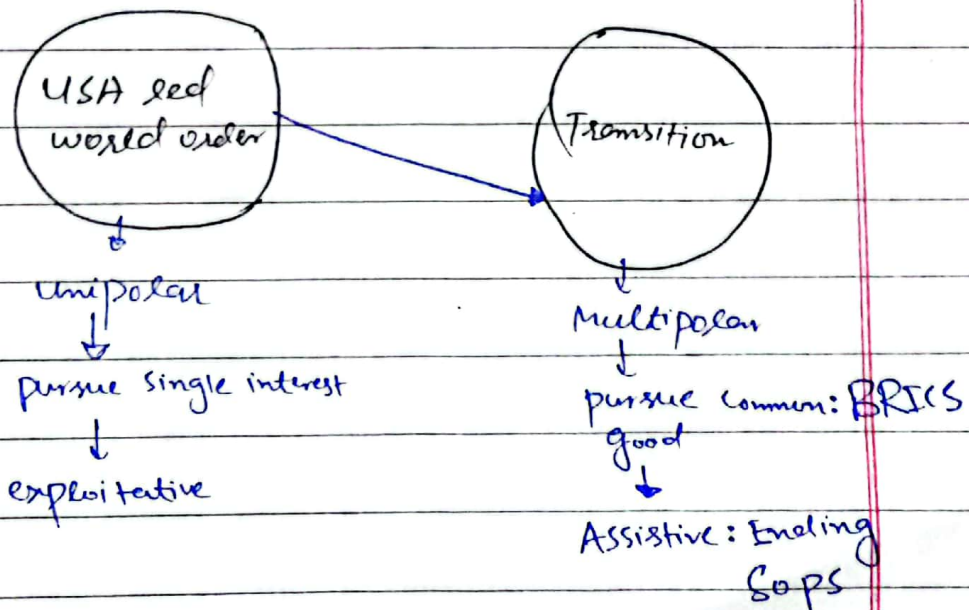 USA led
world order
Transition
unipolar
Multipolar
pursue single interest
pursue common: BRICS
good
exploitative
Assistive: Ending
Sops